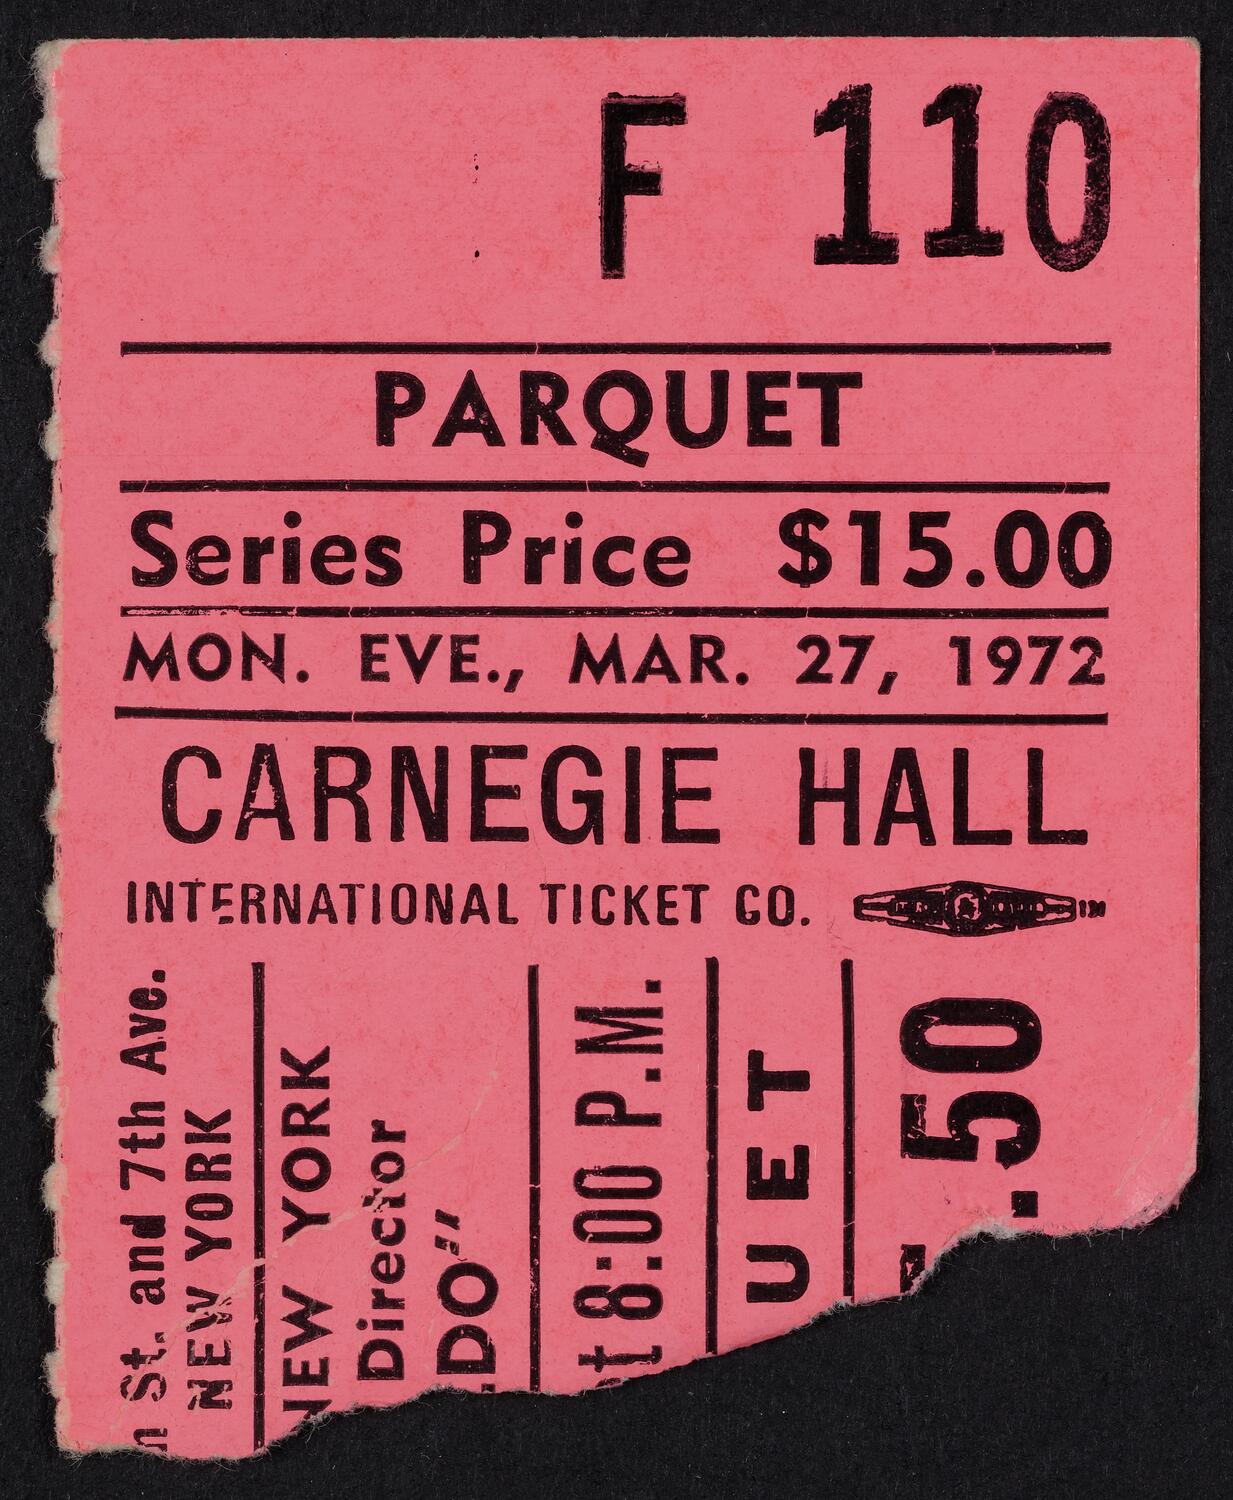 F 110
PARQUET
Series Price $15.00
MON. EVE., MAR. 27, 1972
CARNEGIE HALL
INTERNATIONAL TICKET CO.
St. and 7th Ave.
NEW YORK
NEW YORK
Director
DO"
t 8:00 P.M.
UET
.50